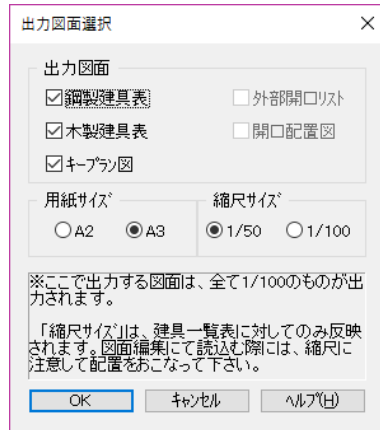 出力図面選択
出力図面
鋼製建具表
外部開口リスト
木製建具表
開口配置図
キープラン図
用紙サイズ
縮尺サイズ
A2
A3
1/50
1/100
※ここで出力する図面は、全て1/100のものが出
力されます。
「縮尺サイズ」は、建具一覧表に対してのみ反映
されます。図面編集にて読込む際には、縮尺に
注意して配置をおこなって下さい。
OK
キャンセル
ヘルプ(H)